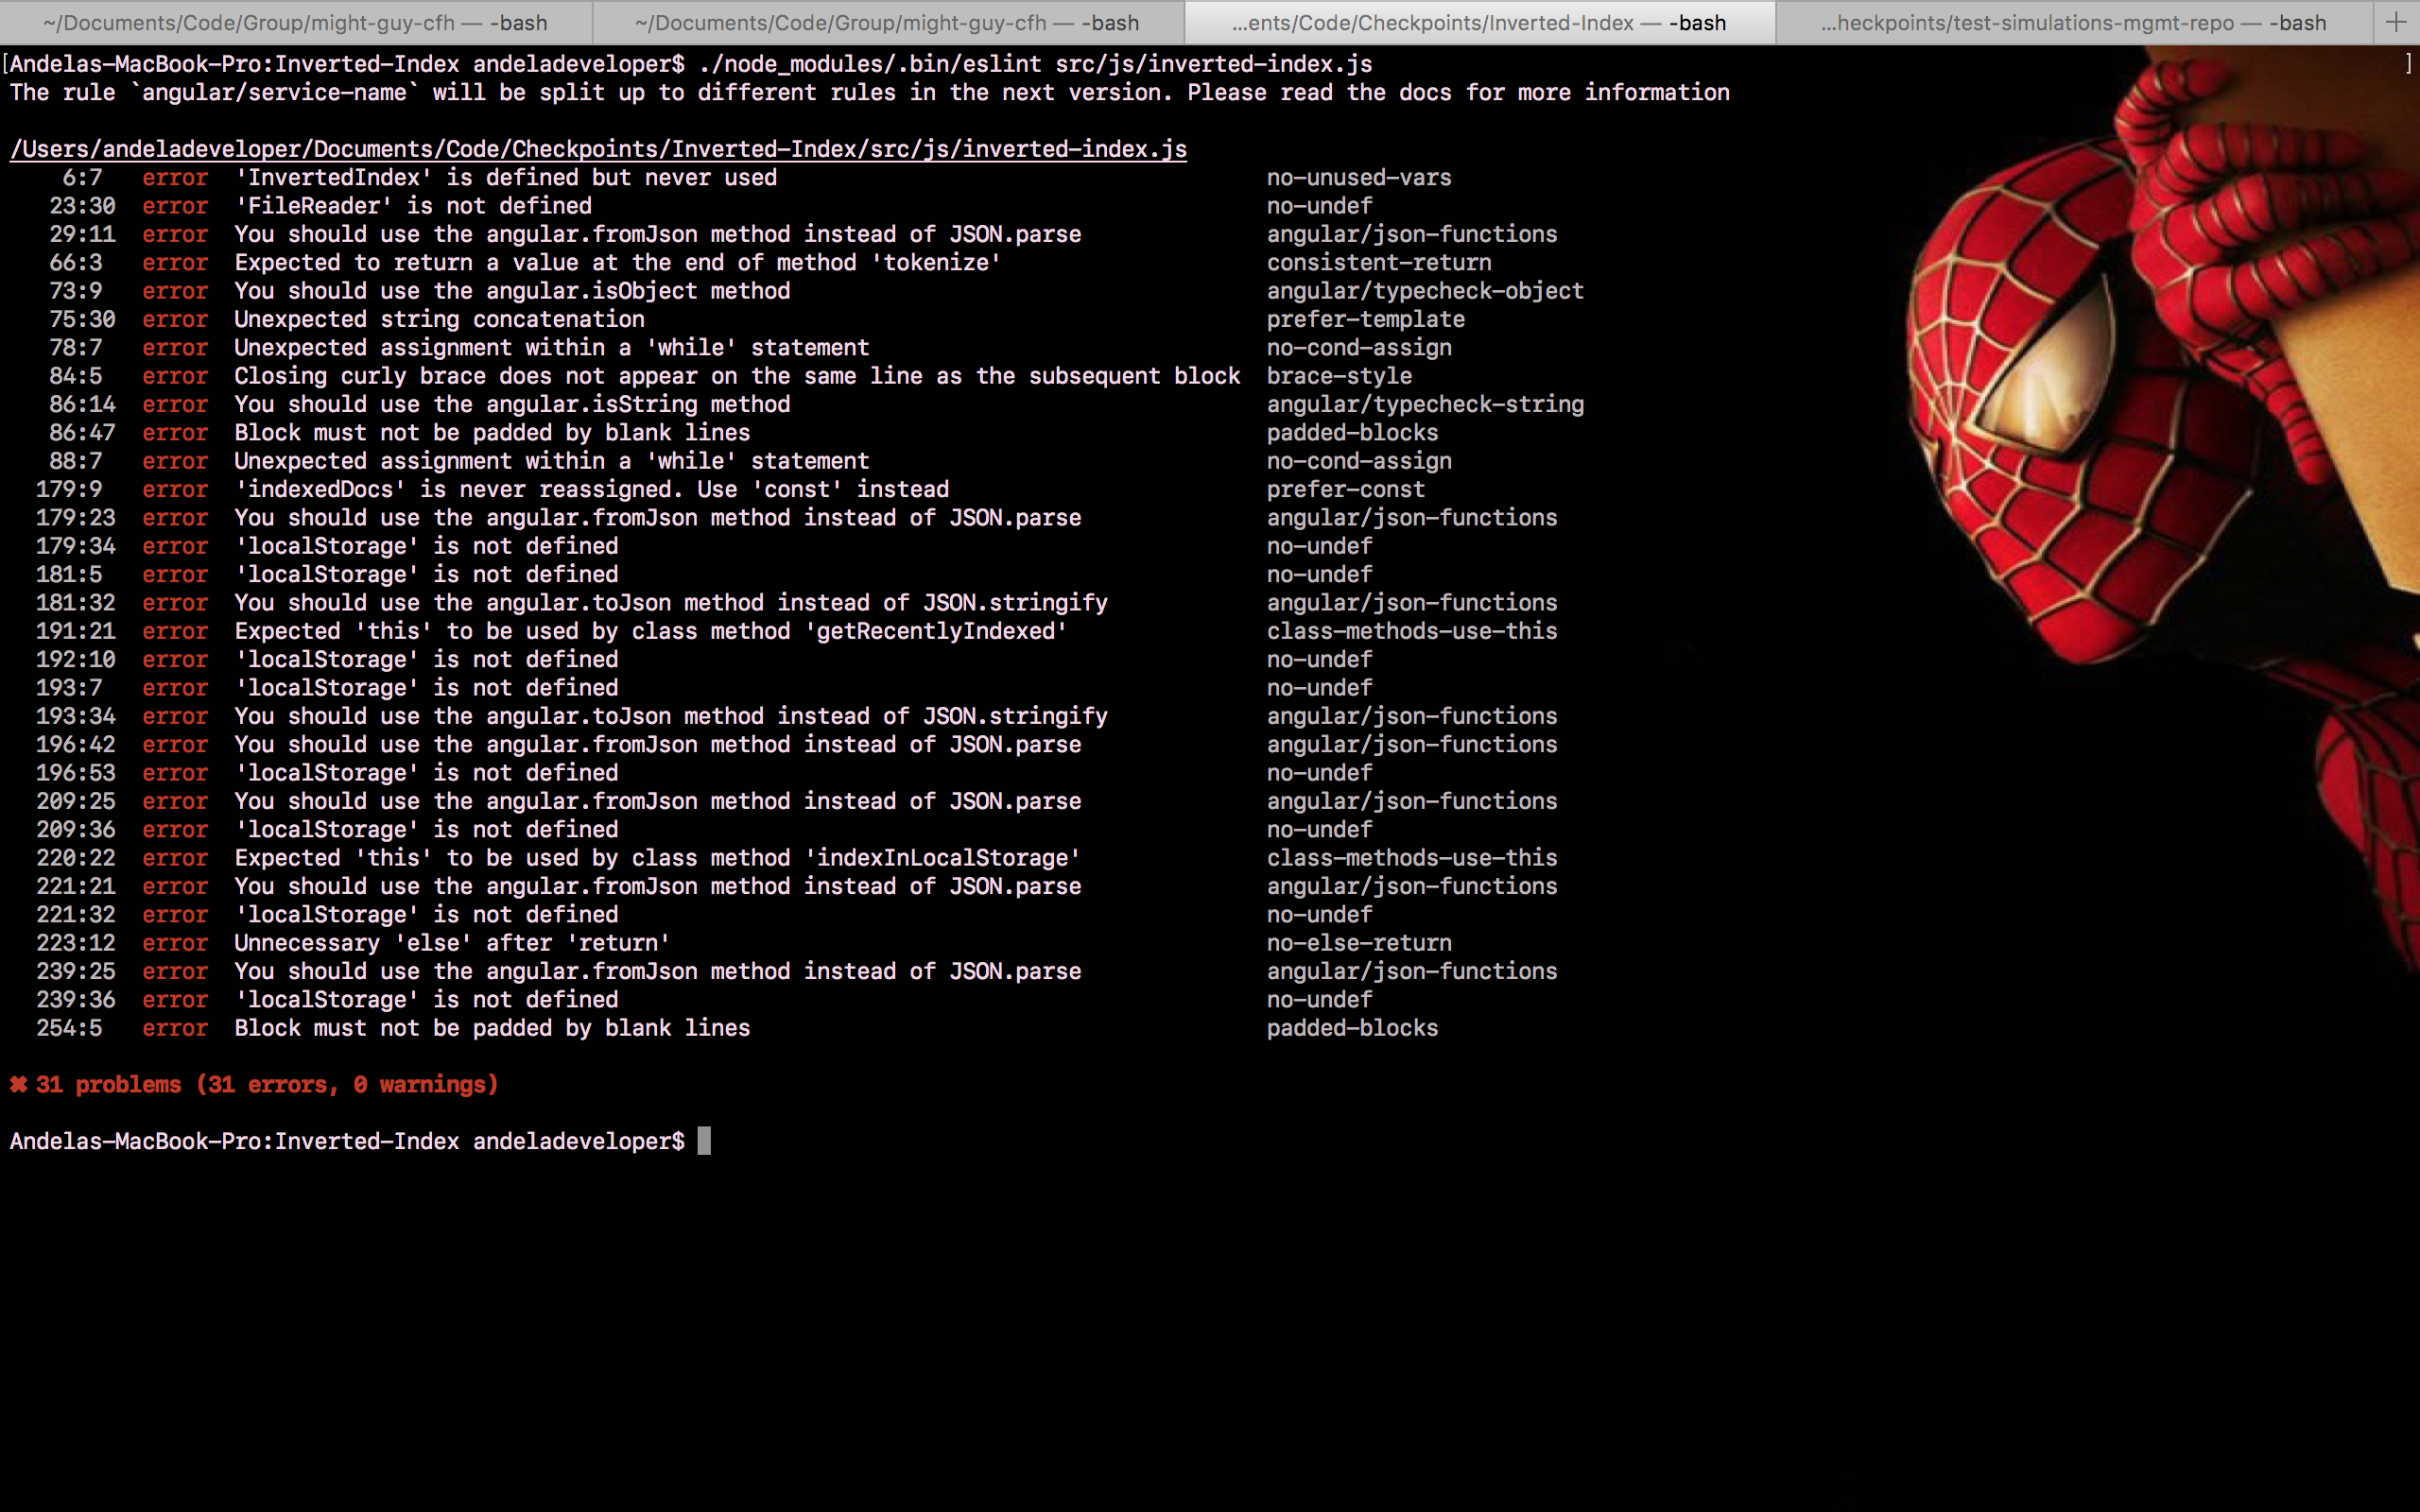 ~/Documents/Code/Group/might-guy-cfh — -bash
~/Documents/Code/Group/might-guy-cfh — -bash
...ents/Code/Checkpoints/Inverted-Index — -bash
...heckpoints/test-simulations-mgmt-repo — -bash
[Andelas-MacBook-Pro:Inverted-Index andeladeveloper$ ./node_modules/.bin/eslint src/js/inverted-index.js ]
The rule `angular/service-name` will be split up to different rules in the next version. Please read the docs for more information
/Users/andeladeveloper/Documents/Code/Checkpoints/Inverted-Index/src/js/inverted-index.js
6:7 error 'InvertedIndex' is defined but never used no-unused-vars
23:30 error 'FileReader' is not defined no-undef
29:11 error You should use the angular.fromJson method instead of JSON.parse angular/json-functions
66:3 error Expected to return a value at the end of method 'tokenize' consistent-return
73:9 error You should use the angular.isObject method angular/typecheck-object
75:30 error Unexpected string concatenation prefer-template
78:7 error Unexpected assignment within a 'while' statement no-cond-assign
84:5 error Closing curly brace does not appear on the same line as the subsequent block brace-style
86:14 error You should use the angular.isString method angular/typecheck-string
86:47 error Block must not be padded by blank lines padded-blocks
88:7 error Unexpected assignment within a 'while' statement no-cond-assign
179:9 error 'indexedDocs' is never reassigned. Use 'const' instead prefer-const
179:23 error You should use the angular.fromJson method instead of JSON.parse angular/json-functions
179:34 error 'localStorage' is not defined no-undef
181:5 error 'localStorage' is not defined no-undef
181:32 error You should use the angular.toJson method instead of JSON.stringify angular/json-functions
191:21 error Expected 'this' to be used by class method 'getRecentlyIndexed' class-methods-use-this
192:10 error 'localStorage' is not defined no-undef
193:7 error 'localStorage' is not defined no-undef
193:34 error You should use the angular.toJson method instead of JSON.stringify angular/json-functions
196:42 error You should use the angular.fromJson method instead of JSON.parse angular/json-functions
196:53 error 'localStorage' is not defined no-undef
209:25 error You should use the angular.fromJson method instead of JSON.parse angular/json-functions
209:36 error 'localStorage' is not defined no-undef
220:22 error Expected 'this' to be used by class method 'indexInLocalStorage' class-methods-use-this
221:21 error You should use the angular.fromJson method instead of JSON.parse angular/json-functions
221:32 error 'localStorage' is not defined no-undef
223:12 error Unnecessary 'else' after 'return' no-else-return
239:25 error You should use the angular.fromJson method instead of JSON.parse angular/json-functions
239:36 error 'localStorage' is not defined no-undef
254:5 error Block must not be padded by blank lines padded-blocks
✖ 31 problems (31 errors, 0 warnings)
Andelas-MacBook-Pro:Inverted-Index andeladeveloper$